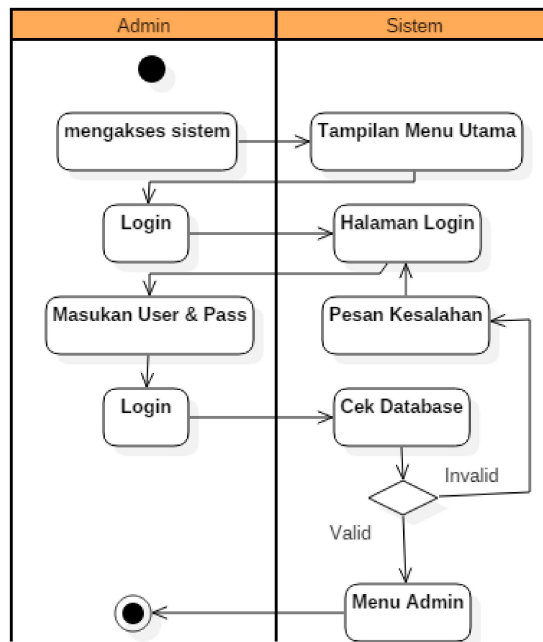 Admin
Sistem
mengakses sistem
Tampilan Menu Utama
Login
Halaman Login
Masukan User & Pass
Pesan Kesalahan
Login
Cek Database
Invalid
Valid
Menu Admin